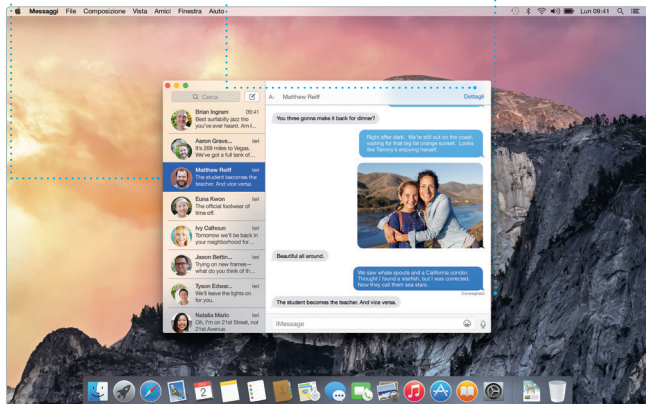 Messaggi File Composizione Vista Amici Finestra Aiuto
Lun 09:41
Cerca
Brian Ingram 09:41
Best surfabilly jazz trio
you've ever heard. Am I...
Aaron Grave... Ieri
It's 269 miles to Vegas.
We've got a full tank of...
Matthew Reiff Ieri
The student becomes the
teacher. And vice versa.
Euna Kwon Ieri
The official footwear of
time off.
Ivy Calhoun Ieri
Tomorrow we'll be back in
your neighborhood for...
Jason Bettin... Ieri
Trying on new frames—
what do you think of th...
Tyson Edwar... Ieri
We'll leave the lights on
for you.
Natalia Maric Ieri
Oh, I'm on 21st Street, not
21st Avenue.
A: Matthew Reiff Dettagli
You three gonna make it back for dinner?
Right after dark. We're still out on the coast,
waiting for that big fat orange sunset. Looks
like Tammy's enjoying herself.
Beautiful all around.
We saw whale spouts and a California condor.
Thought I found a starfish, but I was corrected.
Now they call them sea stars.
Consegnato
The student becomes the teacher. And vice versa.
iMessage
2